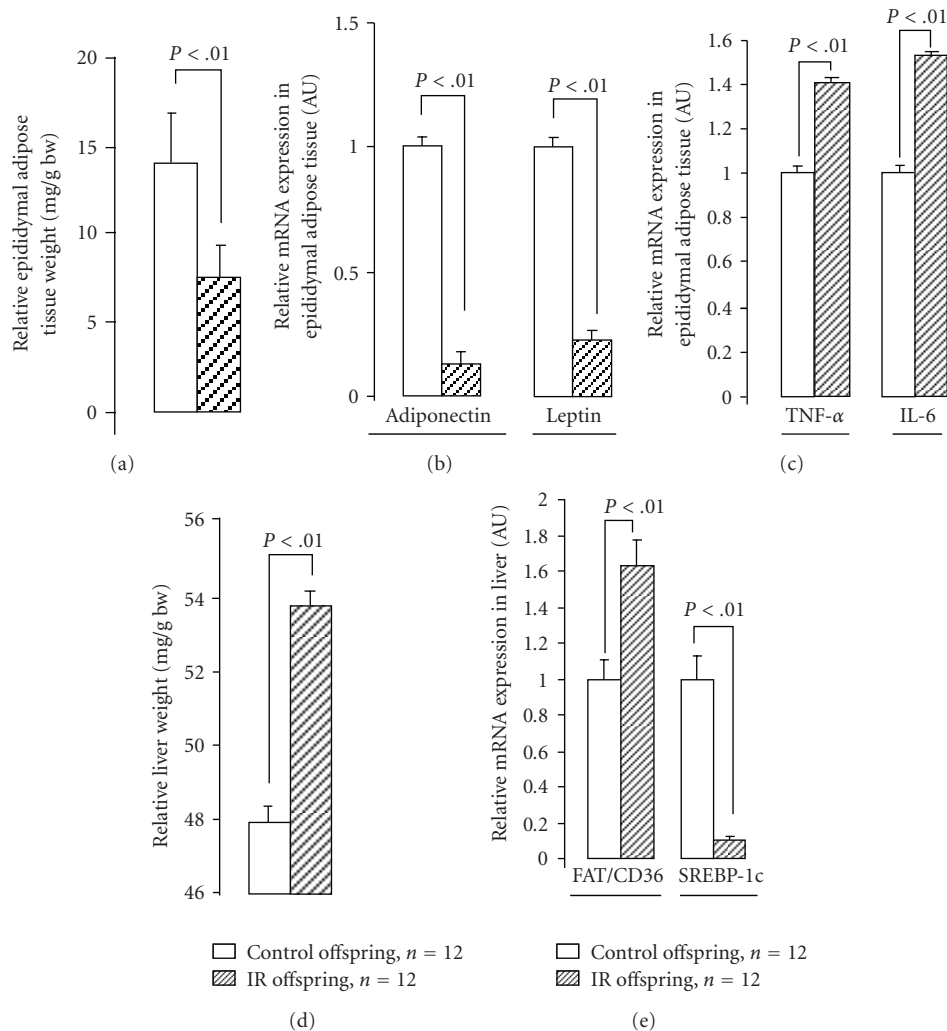 Relative epididymal adipose
tissue weight (mg/g bw)
20
15
10
5
0
P < .01
(a)
Relative mRNA expression in
epididymal adipose tissue (AU)
1.5
1
0.5
0
P < .01
P < .01
Adiponectin
Leptin
(b)
Relative mRNA expression in
epididymal adipose tissue (AU)
1.6
1.4
1.2
1
0.8
0.6
0.4
0.2
0
P < .01
P < .01
TNF-α
IL-6
(c)
Relative liver weight (mg/g bw)
56
54
52
50
48
46
P < .01
Control offspring, n = 12
IR offspring, n = 12
(d)
Relative mRNA expression in liver (AU)
2
1.8
1.6
1.4
1.2
1
0.8
0.6
0.4
0.2
0
P < .01
P < .01
FAT/CD36
SREBP-1c
Control offspring, n = 12
IR offspring, n = 12
(e)